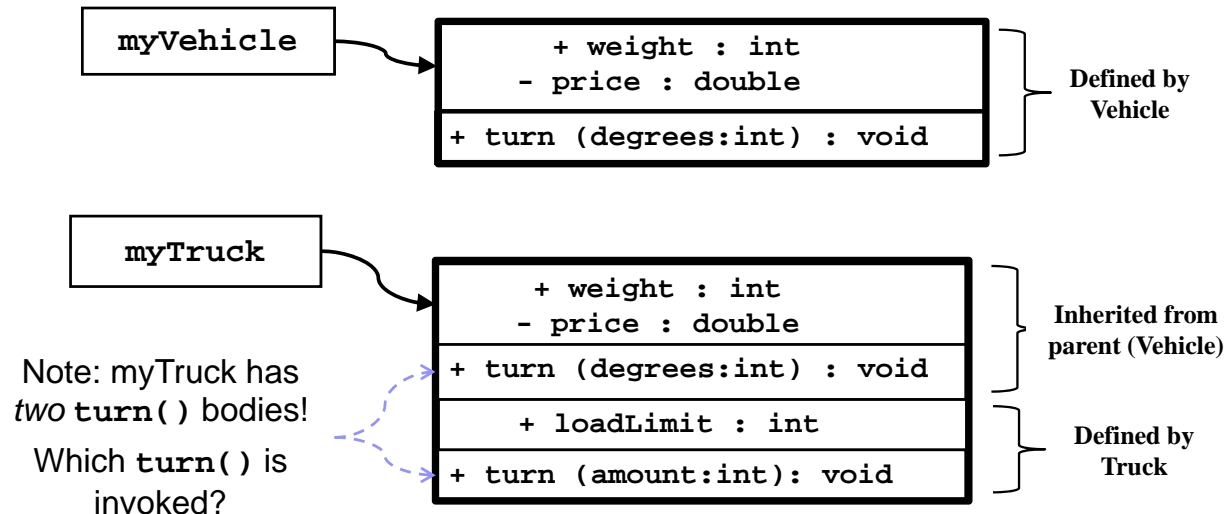 myVehicle
+ weight : int
- price : double
+ turn (degrees:int) : void
Defined by
Vehicle
myTruck
+ weight : int
- price : double
+ turn (degrees:int) : void
+ loadLimit : int
+ turn (amount:int): void
Inherited from
parent (Vehicle)
Defined by
Truck
Note: myTruck has
two turn() bodies!
Which turn() is
invoked?